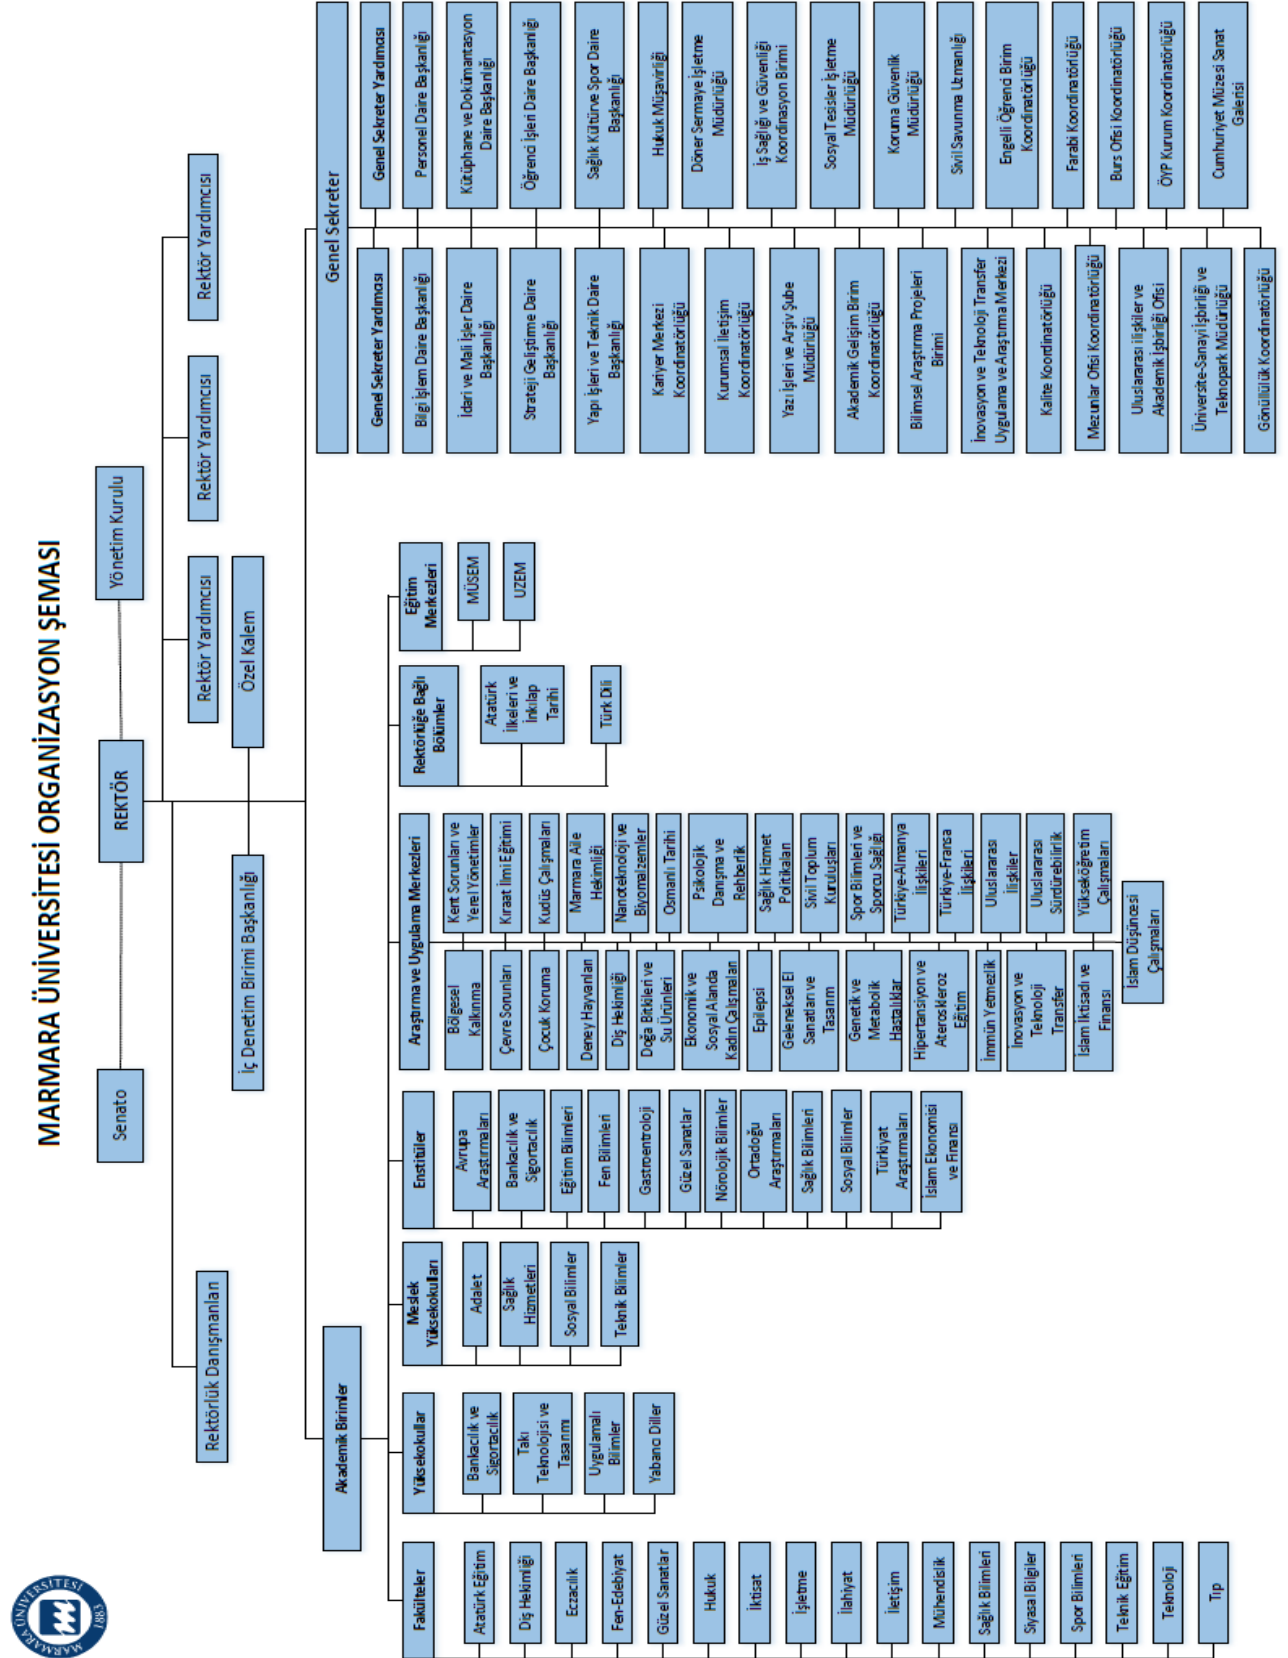 MARMARA ÜNİVERSİTESİ
1883
MARMARA ÜNİVERSİTESİ ORGANİZASYON ŞEMASI
Senato
REKTÖR
Yönetim Kurulu
Rektörlük Danışmanları
Rektör Yardımcısı
Rektör Yardımcısı
Rektör Yardımcısı
İç Denetim Birimi Başkanlığı
Özel Kalem
Akademik Birimler
Fakülteler
Atatürk Eğitim
Diş Hekimliği
Eczacılık
Fen-Edebiyat
Güzel Sanatlar
Hukuk
İktisat
İşletme
İlahiyat
İletişim
Mühendislik
Sağlık Bilimleri
Siyasal Bilgiler
Spor Bilimleri
Teknik Eğitim
Teknoloji
Tıp
Yüksekokullar
Bankacılık ve
Sigortacılık
Takı
Teknolojisi ve
Tasarımı
Uygulamalı
Bilimler
Yabancı Diller
Meslek
Yüksekokulları
Adalet
Sağlık
Hizmetleri
Sosyal Bilimler
Teknik Bilimler
Enstitüler
Avrupa
Araştırmaları
Bankacılık ve
Sigortacılık
Eğitim Bilimleri
Fen Bilimleri
Gastroentroloji
Güzel Sanatlar
Nörolojik Bilimler
Ortadoğu
Araştırmaları
Sağlık Bilimleri
Sosyal Bilimler
Türkiyat
Araştırmaları
İslam Ekonomisi
ve Finansı
Araştırma ve Uygulama Merkezleri
Bölgesel
Kalkınma
Çevre Sorunları
Çocuk Koruma
Deney Hayvanları
Diş Hekimliği
Doğa Bitkileri ve
Su Ürünleri
Ekonomik ve
Sosyal Alanda
Kadın Çalışmaları
Epilepsi
Geleneksel El
Sanatları ve
Tasarım
Genetik ve
Metabolik
Hastalıklar
Hipertansiyon ve
Ateroskleroz
Eğitim
İmmün Yetmezlik
İnovasyon ve
Teknoloji
Transfer
İslam İktisadı ve
Finansı
Kent Sorunları ve
Yerel Yönetimler
Kıraat İlmi Eğitimi
Kudüs Çalışmaları
Marmara Aile
Hekimliği
Nanoteknoloji ve
Biyomalzemler
Osmanlı Tarihi
Psikolojik
Danışma ve
Rehberlik
Sağlık Hizmet
Politikaları
Sivil Toplum
Kuruluşları
Spor Bilimleri ve
Sporcu Sağlığı
Türkiye-Almanya
İlişkileri
Türkiye-Fransa
İlişkileri
Uluslararası
İlişkiler
Uluslararası
Sürdürebilirlik
Yükseköğretim
Çalışmaları
İslam Düşüncesi
Çalışmaları
Rektörlüğe Bağlı
Bölümler
Atatürk
İlkeleri ve
İnkılap
Tarihi
Türk Dili
Eğitim
Merkezleri
MÜSEM
UZEM
Genel Sekreter
Genel Sekreter Yardımcısı
Bilgi İşlem Daire Başkanlığı
İdari ve Mali İşler Daire
Başkanlığı
Strateji Geliştirme Daire
Başkanlığı
Yapı İşleri ve Teknik Daire
Başkanlığı
Kariyer Merkezi
Koordinatörlüğü
Kurumsal İletişim
Koordinatörlüğü
Yazı İşleri ve Arşiv Şube
Müdürlüğü
Akademik Gelişim Birim
Koordinatörlüğü
Bilimsel Araştırma Projeleri
Birimi
İnovasyon ve Teknoloji Transfer
Uygulama ve Araştırma Merkezi
Kalite Koordinatörlüğü
Mezunlar Ofisi Koordinatörlüğü
Uluslararası ilişkiler ve
Akademik İşbirliği Ofisi
Üniversite-Sanayi İşbirliği ve
Teknopark Müdürlüğü
Gönüllülük Koordinatörlüğü
Genel Sekreter Yardımcısı
Personel Daire Başkanlığı
Kütüphane ve Dokümantasyon
Daire Başkanlığı
Öğrenci İşleri Daire Başkanlığı
Sağlık Kültür ve Spor Daire
Başkanlığı
Hukuk Müşavirliği
Döner Sermaye İşletme
Müdürlüğü
İş Sağlığı ve Güvenliği
Koordinasyon Birimi
Sosyal Tesisler İşletme
Müdürlüğü
Koruma Güvenlik
Müdürlüğü
Sivil Savunma Uzmanlığı
Engelli Öğrenci Birim
Koordinatörlüğü
Farabi Koordinatörlüğü
Burs Ofisi Koordinatörlüğü
ÖYP Kurum Koordinatörlüğü
Cumhuriyet Müzesi Sanat
Galerisi